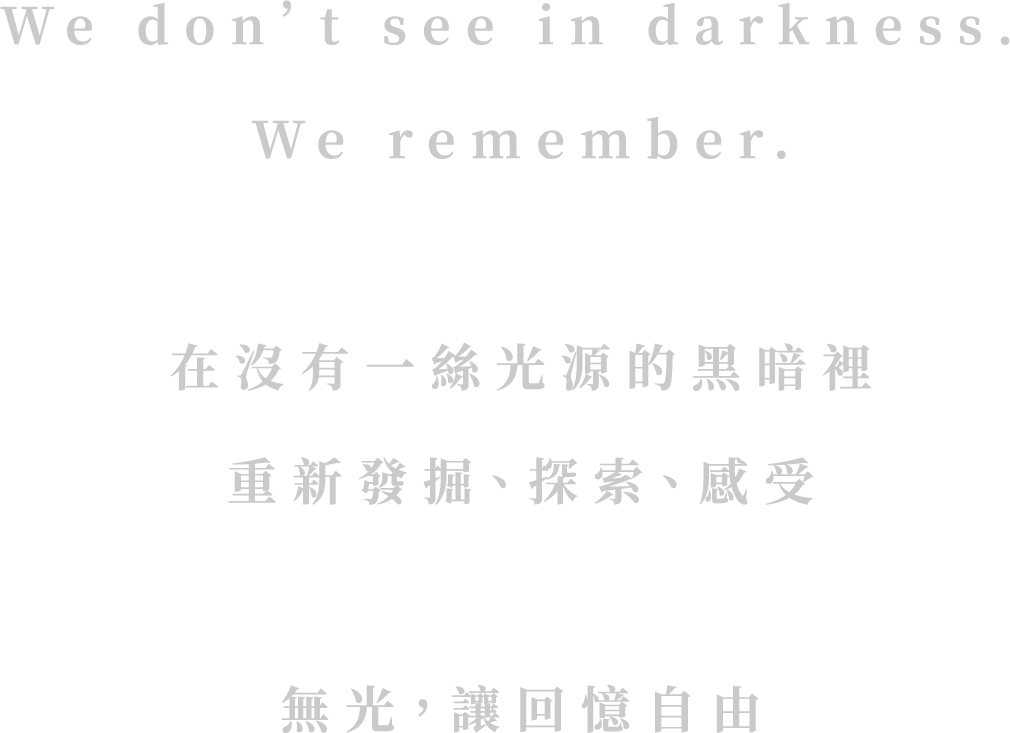 We don’t see in darkness.
We remember.
在沒有一絲光源的黑暗裡
重新發掘、探索、感受
無光，讓回憶自由